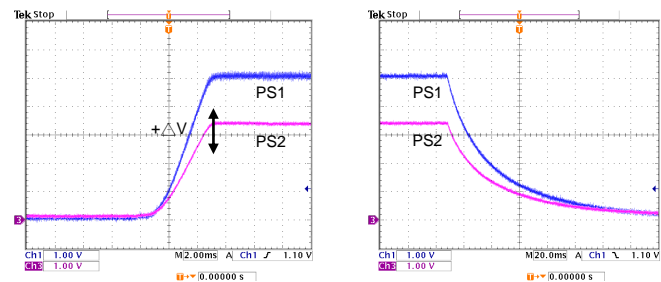 Tek Stop
T
T
PS1
+△V
PS2
3
Ch1 1.00 V M 2.00ms A Ch1 ƒ 1.10 V
Ch3 1.00 V
T→▼ 0.00000 s
Tek Stop
T
T
PS1
PS2
3
Ch1 1.00 V M 20.0ms A Ch1 1.10 V
Ch3 1.00 V
T→▼ 0.00000 s